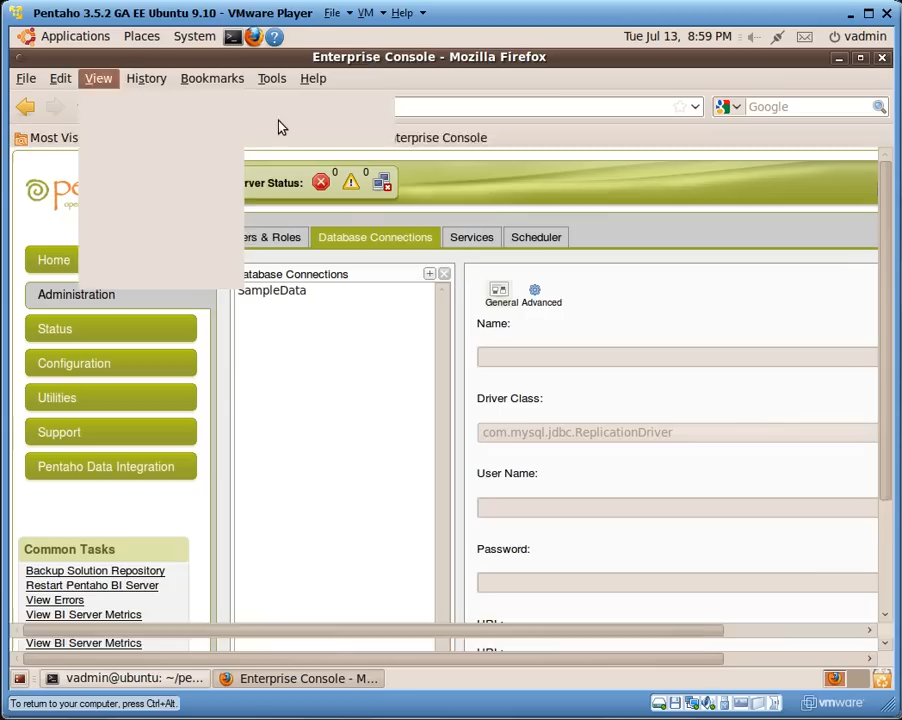 Pentaho 3.5.2 GA EE Ubuntu 9.10 - VMware Player File VM Help
Applications Places System Tue Jul 13, 8:59 PM vadmin
Enterprise Console - Mozilla Firefox
File Edit View History Bookmarks Tools Help
Google
Most Vis
terprise Console
rver Status: 0 0
ers & Roles Database Connections Services Scheduler
Home
Administration
Status
Configuration
Utilities
Support
Pentaho Data Integration
Common Tasks
Backup Solution Repository
Restart Pentaho BI Server
View Errors
View BI Server Metrics
View BI Server Metrics
atabase Connections
SampleData
General Advanced
Name:
Driver Class:
com.mysql.jdbc.ReplicationDriver
User Name:
Password:
vadmin@ubuntu: ~/pe...
Enterprise Console - M...
To return to your computer, press Ctrl+Alt.
vmware